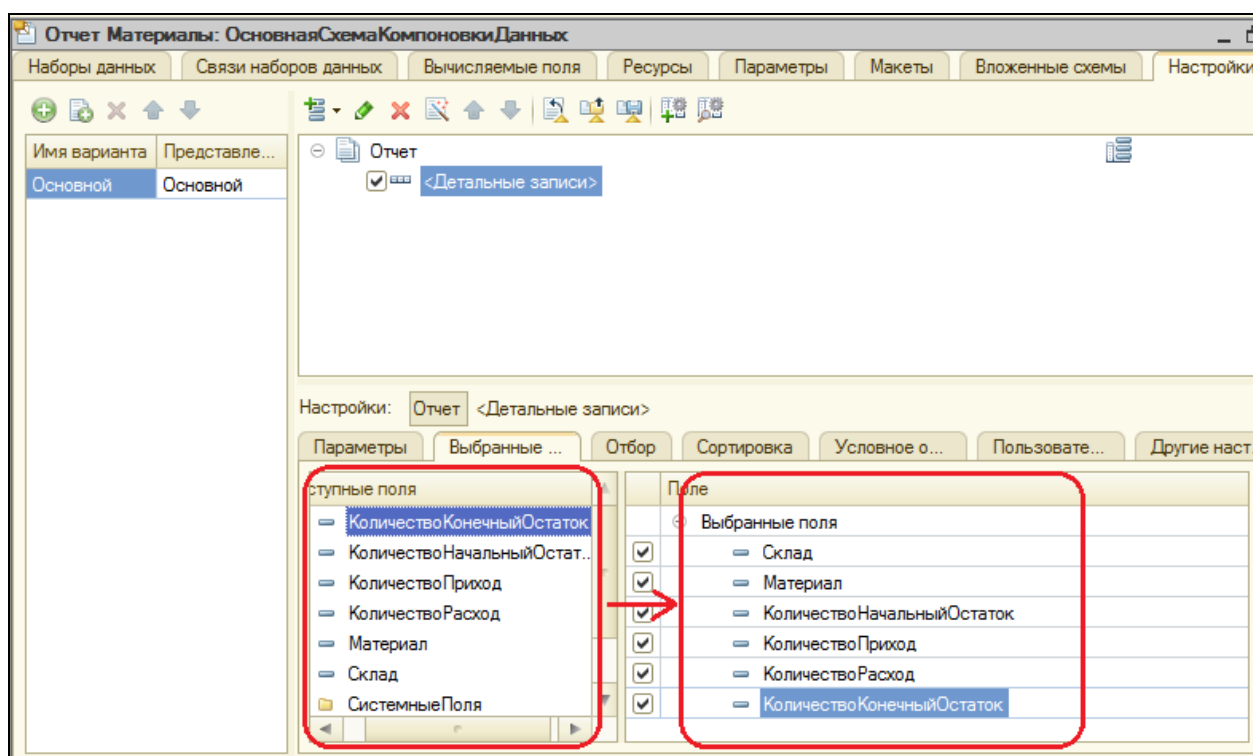 Отчет Материалы: ОсновнаяСхемаКомпоновкиДанных
Наборы данных Связи наборов данных Вычисляемые поля Ресурсы Параметры Макеты Вложенные схемы Настройки
Имя варианта Представле...
Основной Основной
Отчет
<Детальные записи>
Настройки: Отчет <Детальные записи>
Параметры Выбранные ... Отбор Сортировка Условное о... Пользовате... Другие наст
ступные поля Поле
Выбранные поля
КоличествоКонечныйОстаток
КоличествоНачальныйОстат...
КоличествоПриход
КоличествоРасход
Материал
Склад
СистемныеПоля
Склад
Материал
КоличествоНачальныйОстаток
КоличествоПриход
КоличествоРасход
КоличествоКонечныйОстаток